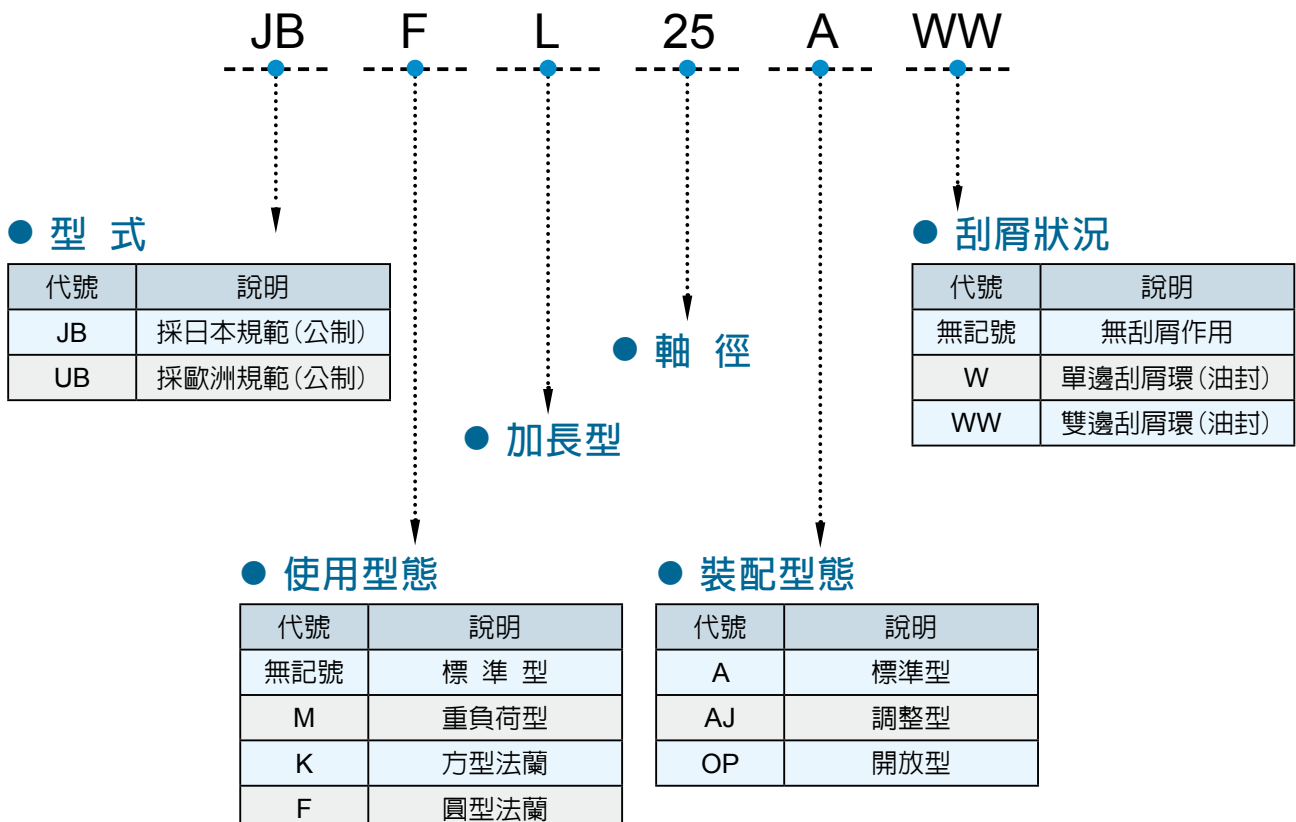 JB F L 25 A WW
● 型 式
代號 說明
JB 採日本規範(公制)
UB 採歐洲規範(公制)
● 刮屑狀況
代號 說明
無記號 無刮屑作用
W 單邊刮屑環(油封)
WW 雙邊刮屑環(油封)
● 軸 徑
● 加長型
● 使用型態
代號 說明
無記號 標 準 型
M 重負荷型
K 方型法蘭
F 圓型法蘭
● 裝配型態
代號 說明
A 標準型
AJ 調整型
OP 開放型